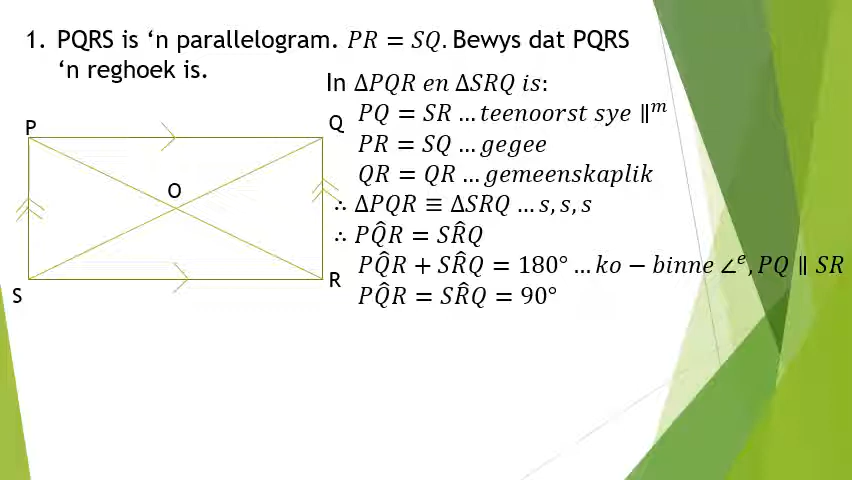 1. PQRS is ‘n parallelogram. PR = SQ. Bewys dat PQRS
‘n reghoek is.
In ΔPQR en ΔSRQ is:
PQ = SR … teenoorst sye ∥ᵐ
PR = SQ … gegee
QR = QR … gemeenskaplik
∴ ΔPQR ≡ ΔSRQ … s, s, s
∴ PQ̂R = SR̂Q
PQ̂R + SR̂Q = 180° … ko − binne ∠ᵉ, PQ ∥ SR
PQ̂R = SR̂Q = 90°
P
Q
O
S
R